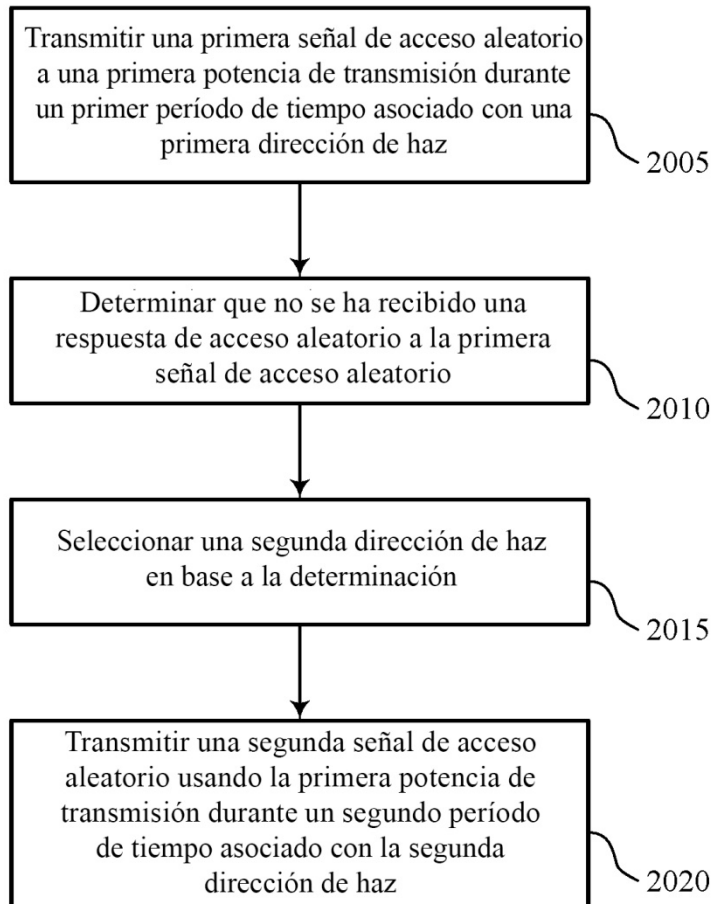 Transmitir una primera señal de acceso aleatorio
a una primera potencia de transmisión durante
un primer período de tiempo asociado con una
primera dirección de haz
2005
Determinar que no se ha recibido una
respuesta de acceso aleatorio a la primera
señal de acceso aleatorio
2010
Seleccionar una segunda dirección de haz
en base a la determinación
2015
Transmitir una segunda señal de acceso
aleatorio usando la primera potencia de
transmisión durante un segundo período
de tiempo asociado con la segunda
dirección de haz
2020